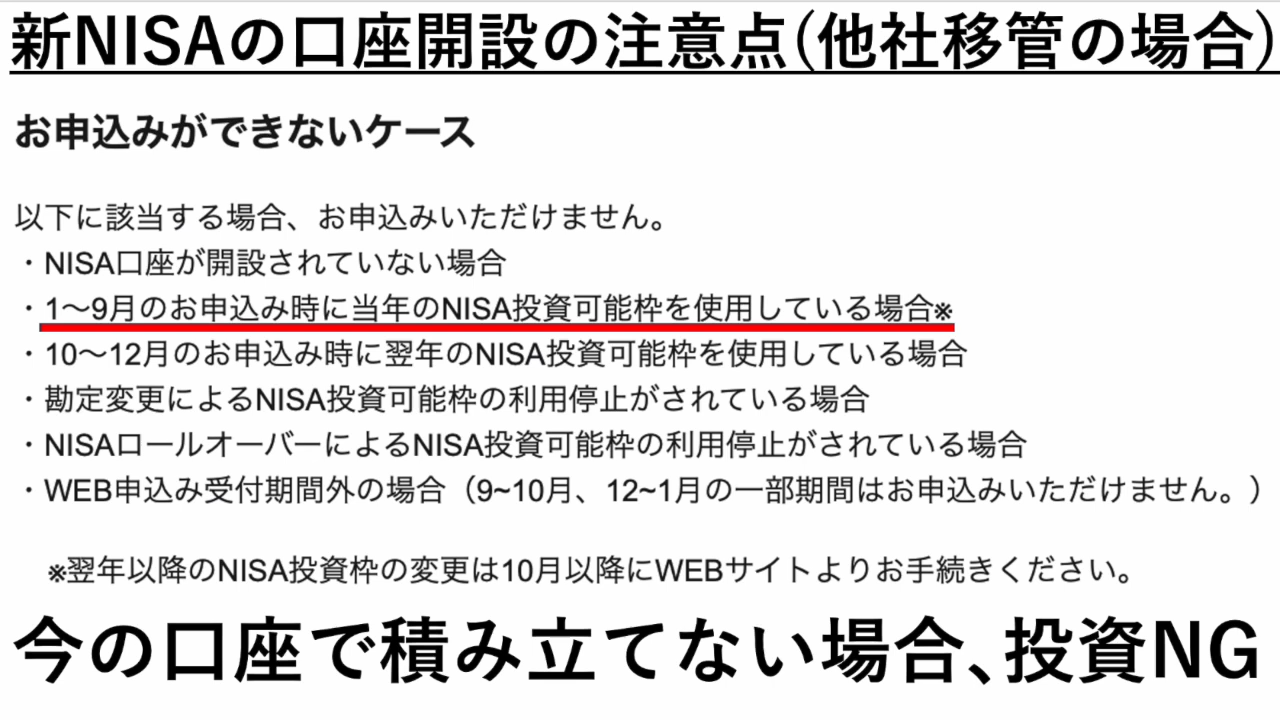 新NISAの口座開設の注意点(他社移管の場合)
お申込みができないケース
以下に該当する場合、お申込みいただけません。
・NISA口座が開設されていない場合
・1〜9月のお申込み時に当年のNISA投資可能枠を使用している場合※
・10〜12月のお申込み時に翌年のNISA投資可能枠を使用している場合
・勘定変更によるNISA投資可能枠の利用停止がされている場合
・NISAロールオーバーによるNISA投資可能枠の利用停止がされている場合
・WEB申込み受付期間外の場合（9~10月、12~1月の一部期間はお申込みいただけません。）
※翌年以降のNISA投資枠の変更は10月以降にWEBサイトよりお手続きください。
今の口座で積み立てない場合､投資NG